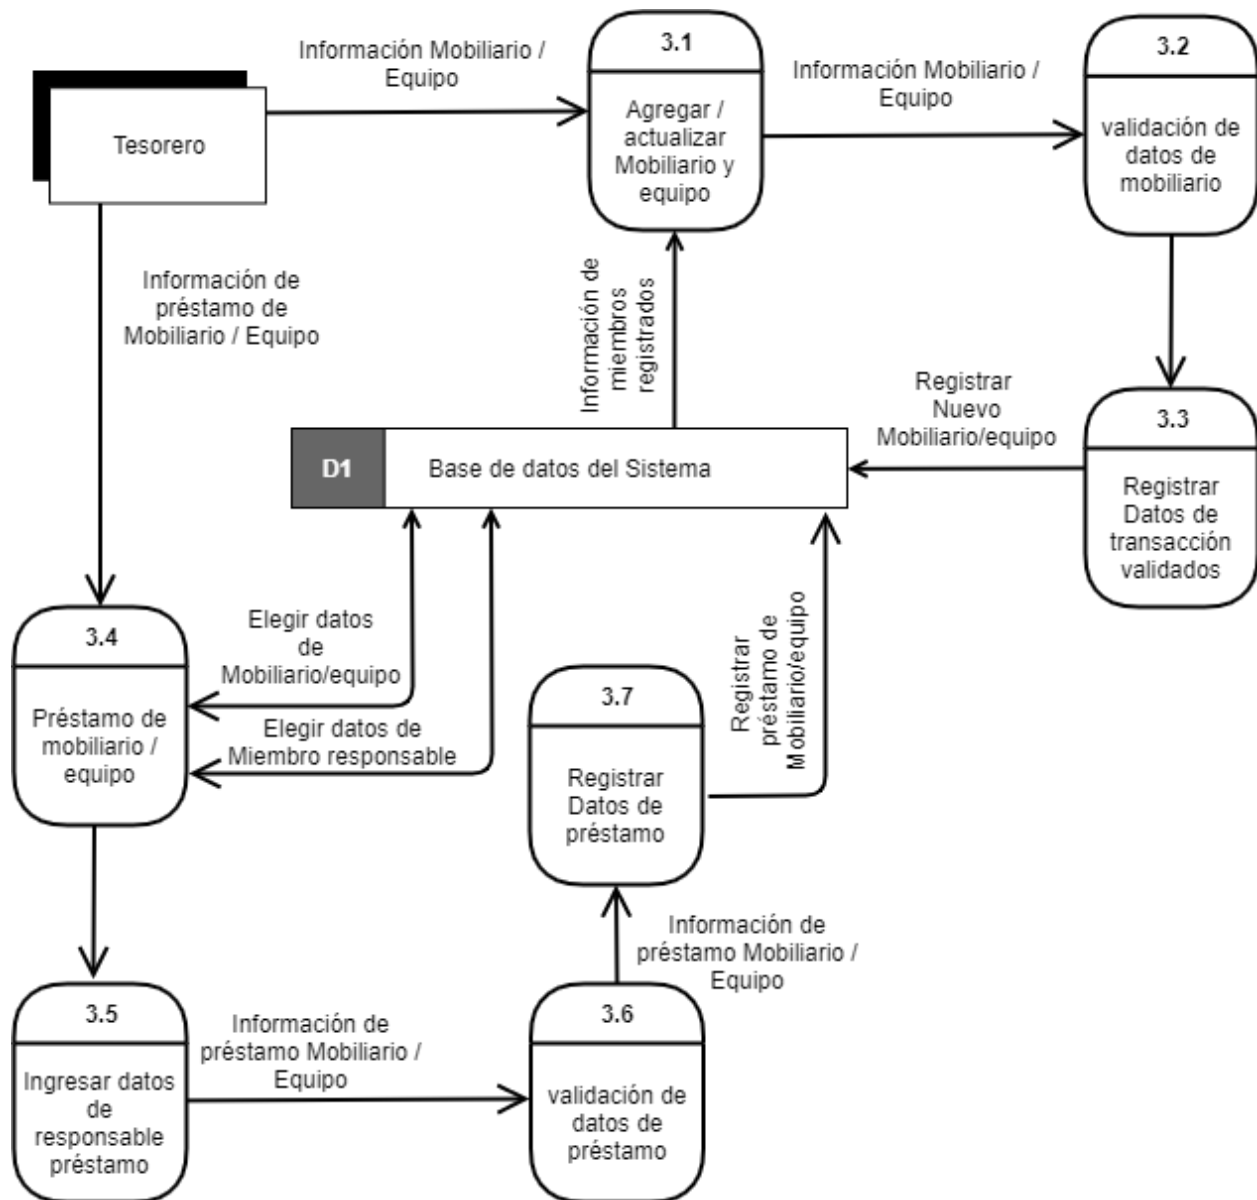 Información Mobiliario /
Equipo
3.1
Agregar /
actualizar
Mobiliario y
equipo
Información Mobiliario /
Equipo
3.2
validación de
datos de
mobiliario
Tesorero
Información de
préstamo de
Mobiliario / Equipo
Información de
miembros
registrados
Registrar
Nuevo
Mobiliario/equipo
3.3
Registrar
Datos de
transacción
validados
D1
Base de datos del Sistema
3.4
Préstamo de
mobiliario /
equipo
Elegir datos
de
Mobiliario/equipo
Elegir datos de
Miembro responsable
3.7
Registrar
Datos de
préstamo
Registrar
préstamo de
Mobiliario/equipo
Información de
préstamo Mobiliario /
Equipo
3.5
Ingresar datos
de
responsable
préstamo
Información de
préstamo Mobiliario /
Equipo
3.6
validación de
datos de
préstamo